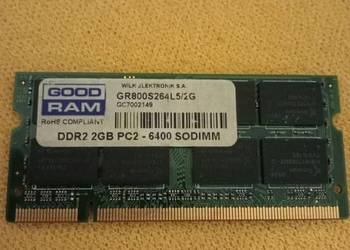 WILK ELEKTRONIK S.A.
GOOD
RAM
GR800S264L5/2G
GC7002149
RoHS COMPLIANT
DDR2 2GB PC2 - 6400 SODIMM